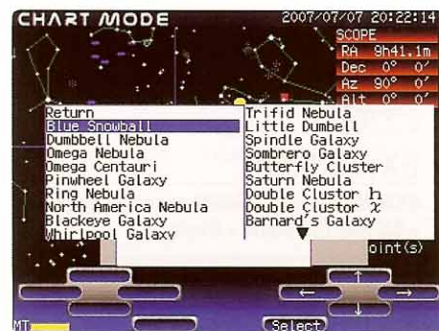 CHART MODE 2007/07/07 20:22:14
SCOPE
RA 9h41.1m
Dec 0° 0′
Az 90° 0′
Alt 0° 0′
Return
Blue Snowball
Dumbbell Nebula
Omega Nebula
Omega Centauri
Pinwheel Galaxy
Ring Nebula
North America Nebula
Blackeye Galaxy
Whirlpool Galaxy
Trifid Nebula
Little Dumbell
Spindle Galaxy
Sombrero Galaxy
Butterfly Cluster
Saturn Nebula
Double Clustor h
Double Clustor χ
Barnard's Galaxy
oint(s)
← ↑ → ↓
MT
Select